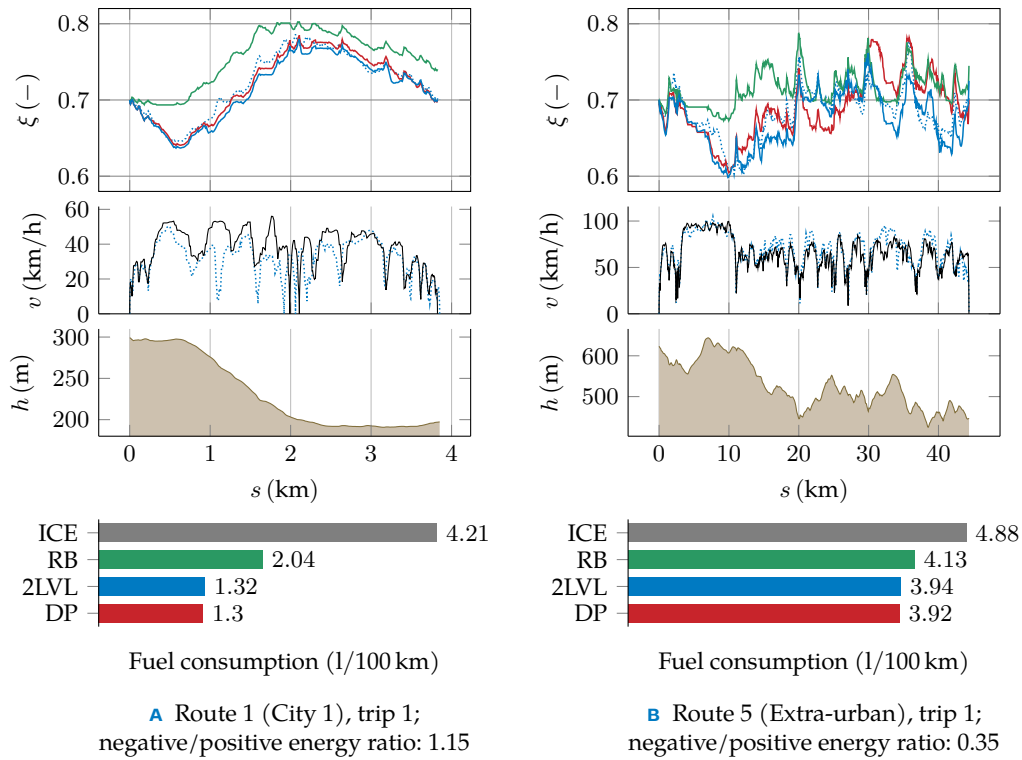 0.8
0.7
0.6
ξ (−)
60
40
20
0
v (km/h)
300
250
200
h (m)
0 1 2 3 4
s (km)
ICE 4.21
RB 2.04
2LVL 1.32
DP 1.3
Fuel consumption (l/100 km)
A Route 1 (City 1), trip 1;
negative/positive energy ratio: 1.15
0.8
0.7
0.6
ξ (−)
100
50
0
v (km/h)
600
500
h (m)
0 10 20 30 40
s (km)
ICE 4.88
RB 4.13
2LVL 3.94
DP 3.92
Fuel consumption (l/100 km)
B Route 5 (Extra-urban), trip 1;
negative/positive energy ratio: 0.35